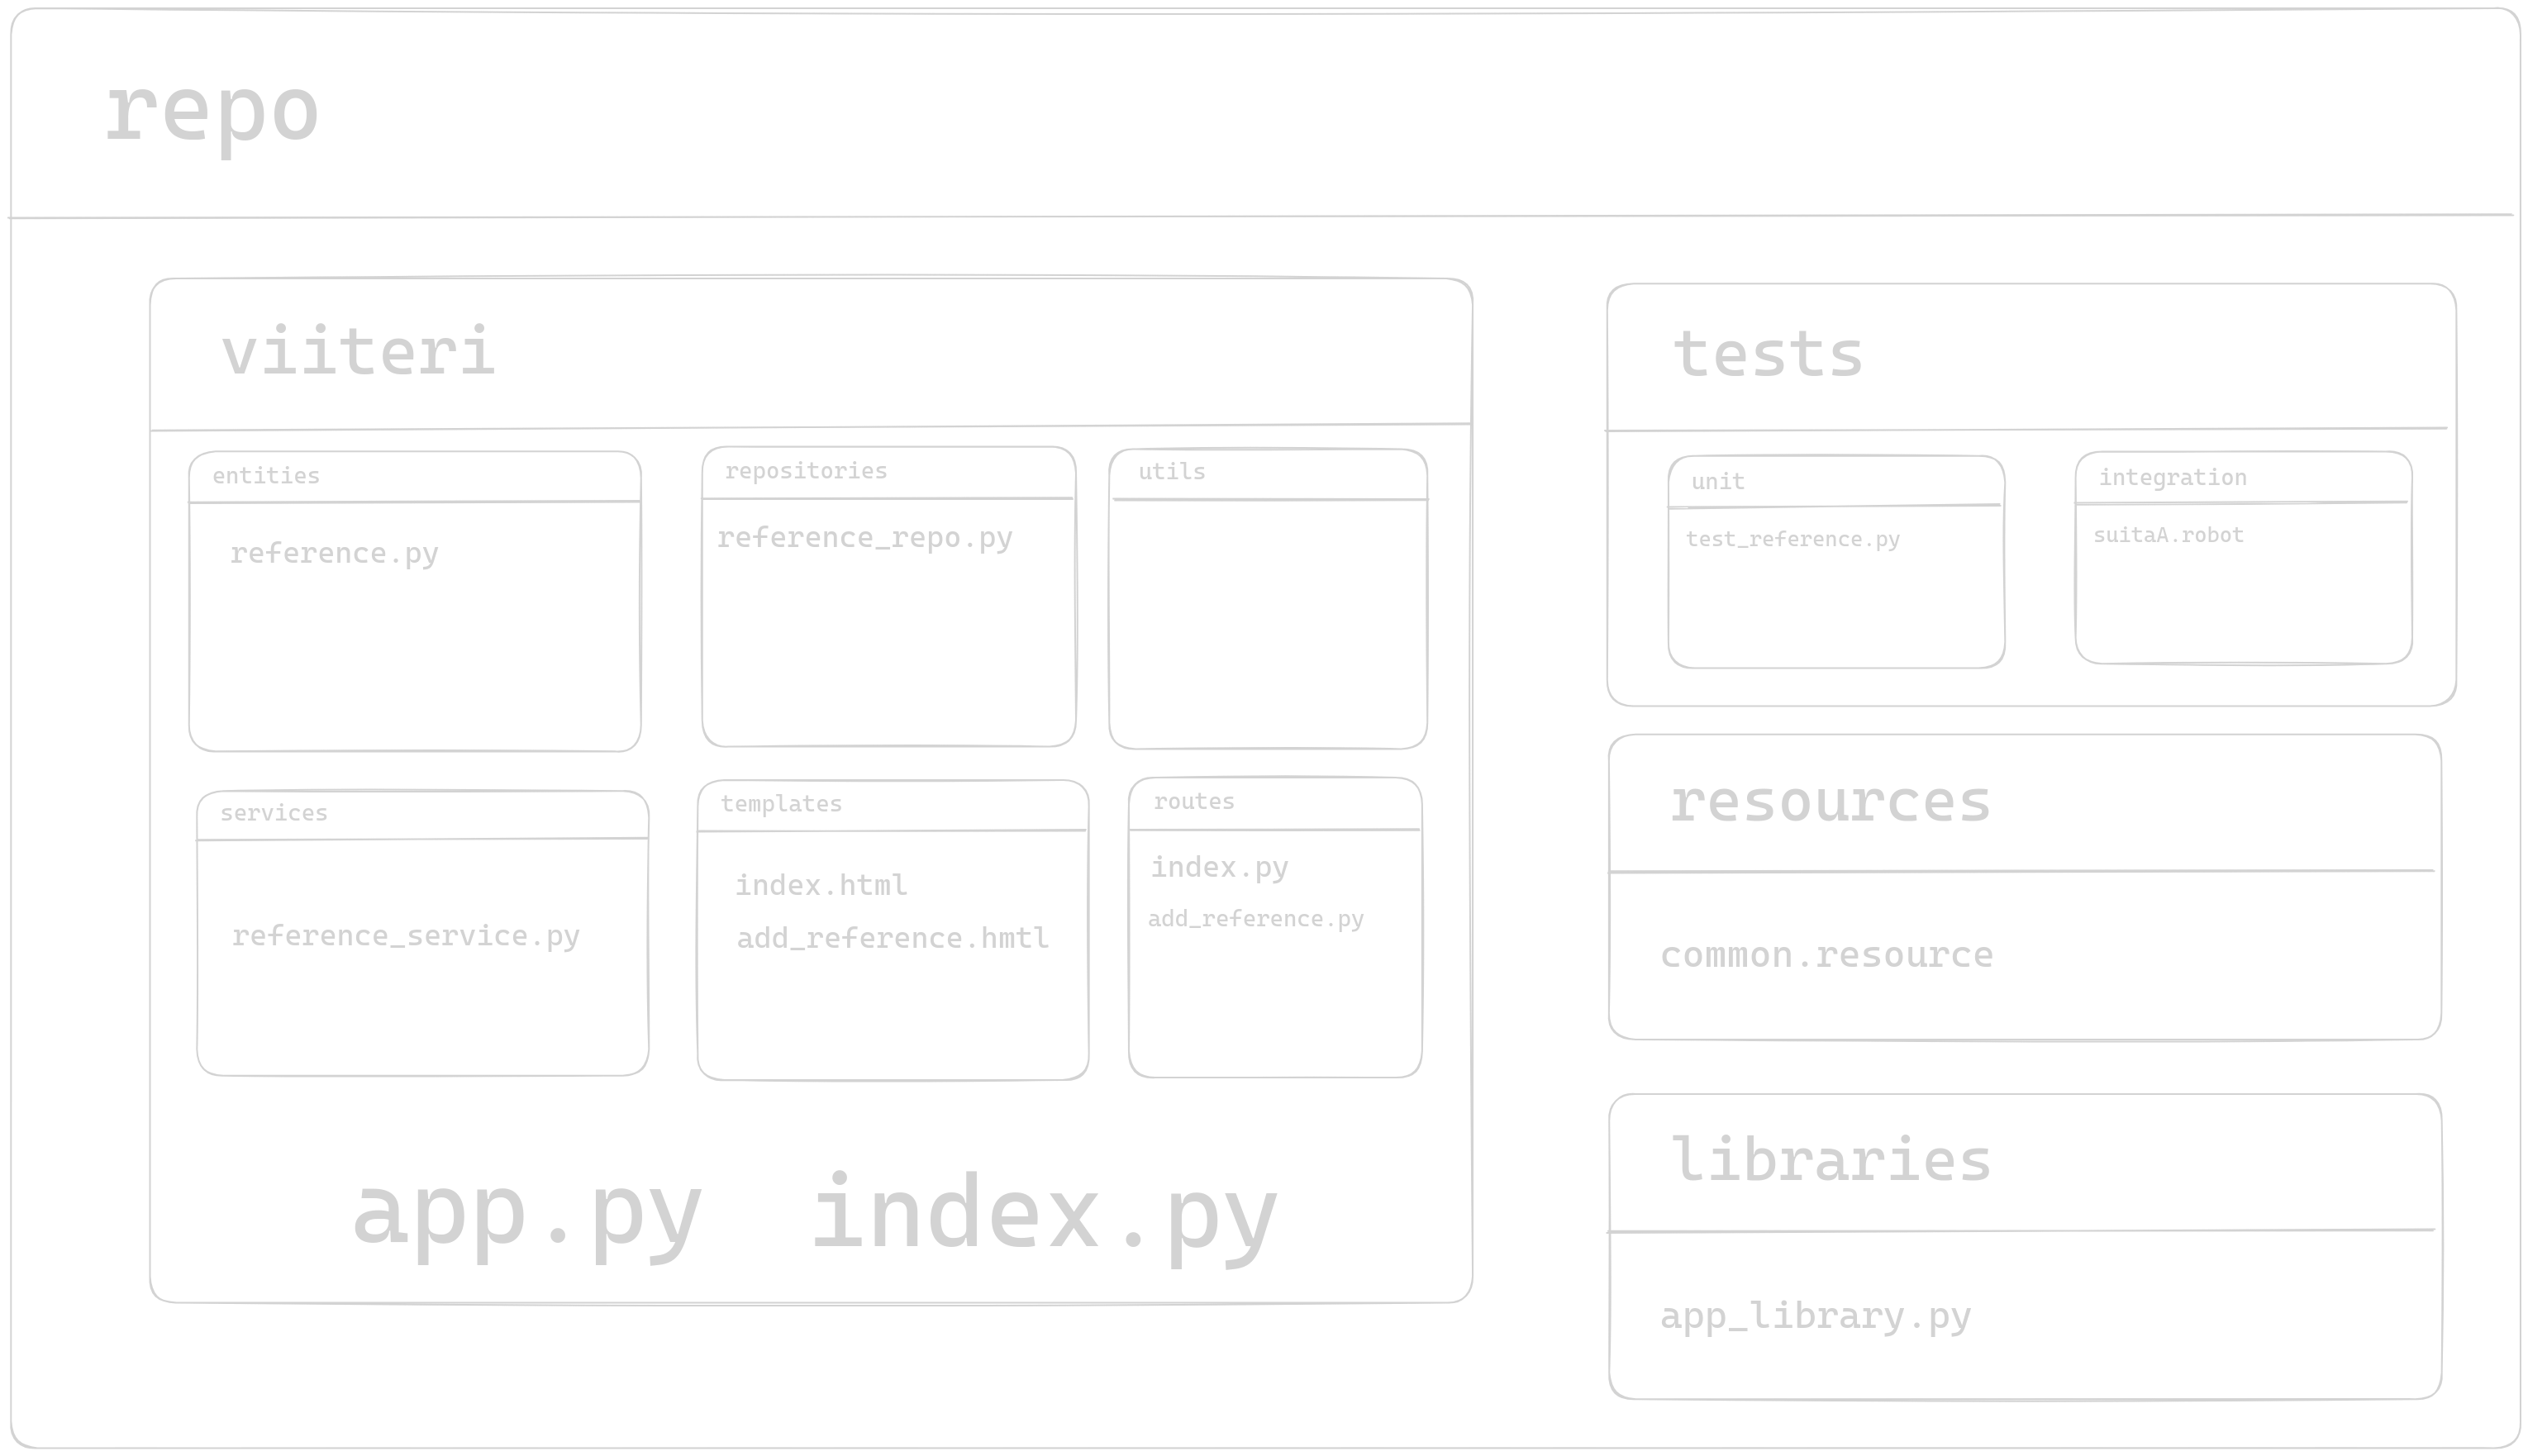 repo
viiteri
entities
reference.py
repositories
reference_repo.py
utils
services
reference_service.py
templates
index.html
add_reference.hmtl
routes
index.py
add_reference.py
app.py
index.py
tests
unit
test_reference.py
integration
suitaA.robot
resources
common.resource
libraries
app_library.py